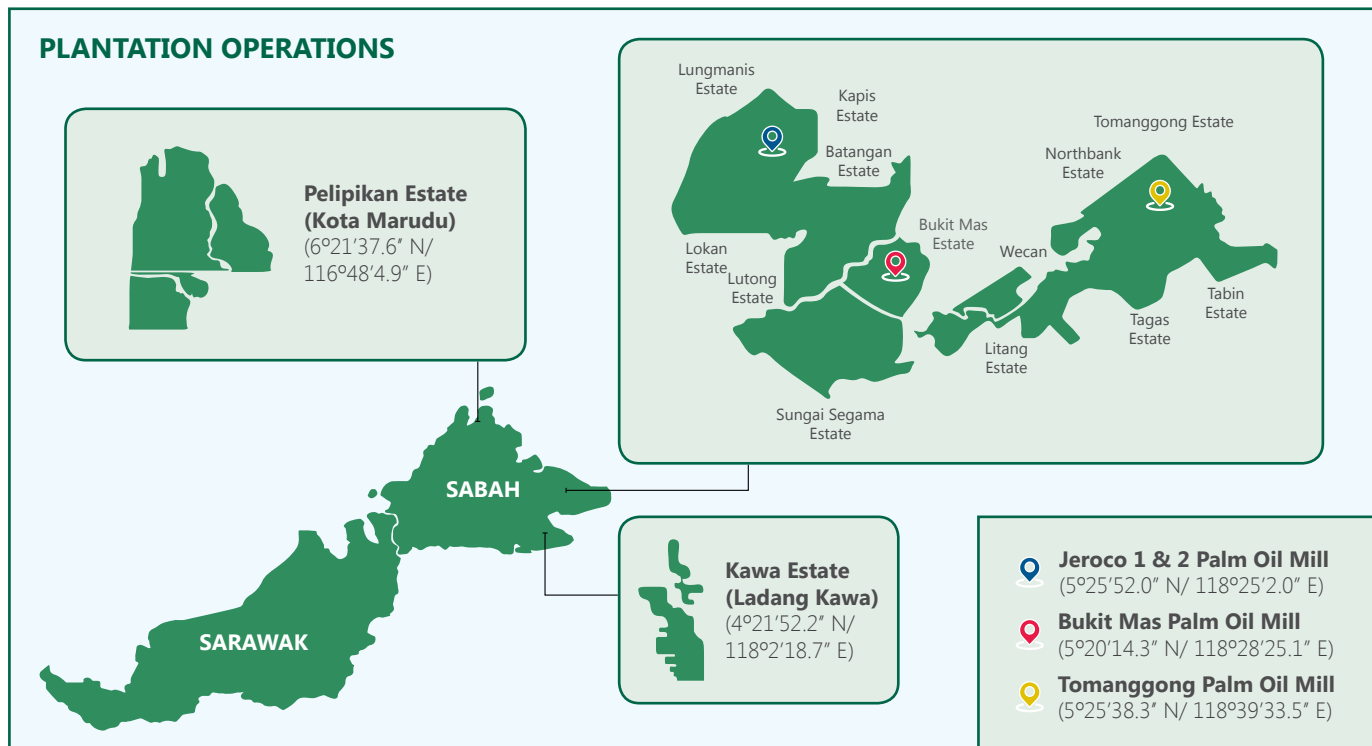 PLANTATION OPERATIONS
Pelipikan Estate
(Kota Marudu)
(6º21’37.6” N/
116º48’4.9” E)
Lungmanis
Estate
Kapis
Estate
Batangan
Estate
Tomanggong Estate
Northbank
Estate
Bukit Mas
Estate
Wecan
Lokan
Estate
Lutong
Estate
Tabin
Estate
Tagas
Estate
Litang
Estate
Sungai Segama
Estate
SABAH
SARAWAK
Kawa Estate
(Ladang Kawa)
(4º21’52.2” N/
118º2’18.7” E)
Jeroco 1 & 2 Palm Oil Mill
(5º25’52.0” N/ 118º25’2.0” E)
Bukit Mas Palm Oil Mill
(5º20’14.3” N/ 118º28’25.1” E)
Tomanggong Palm Oil Mill
(5º25’38.3” N/ 118º39’33.5” E)